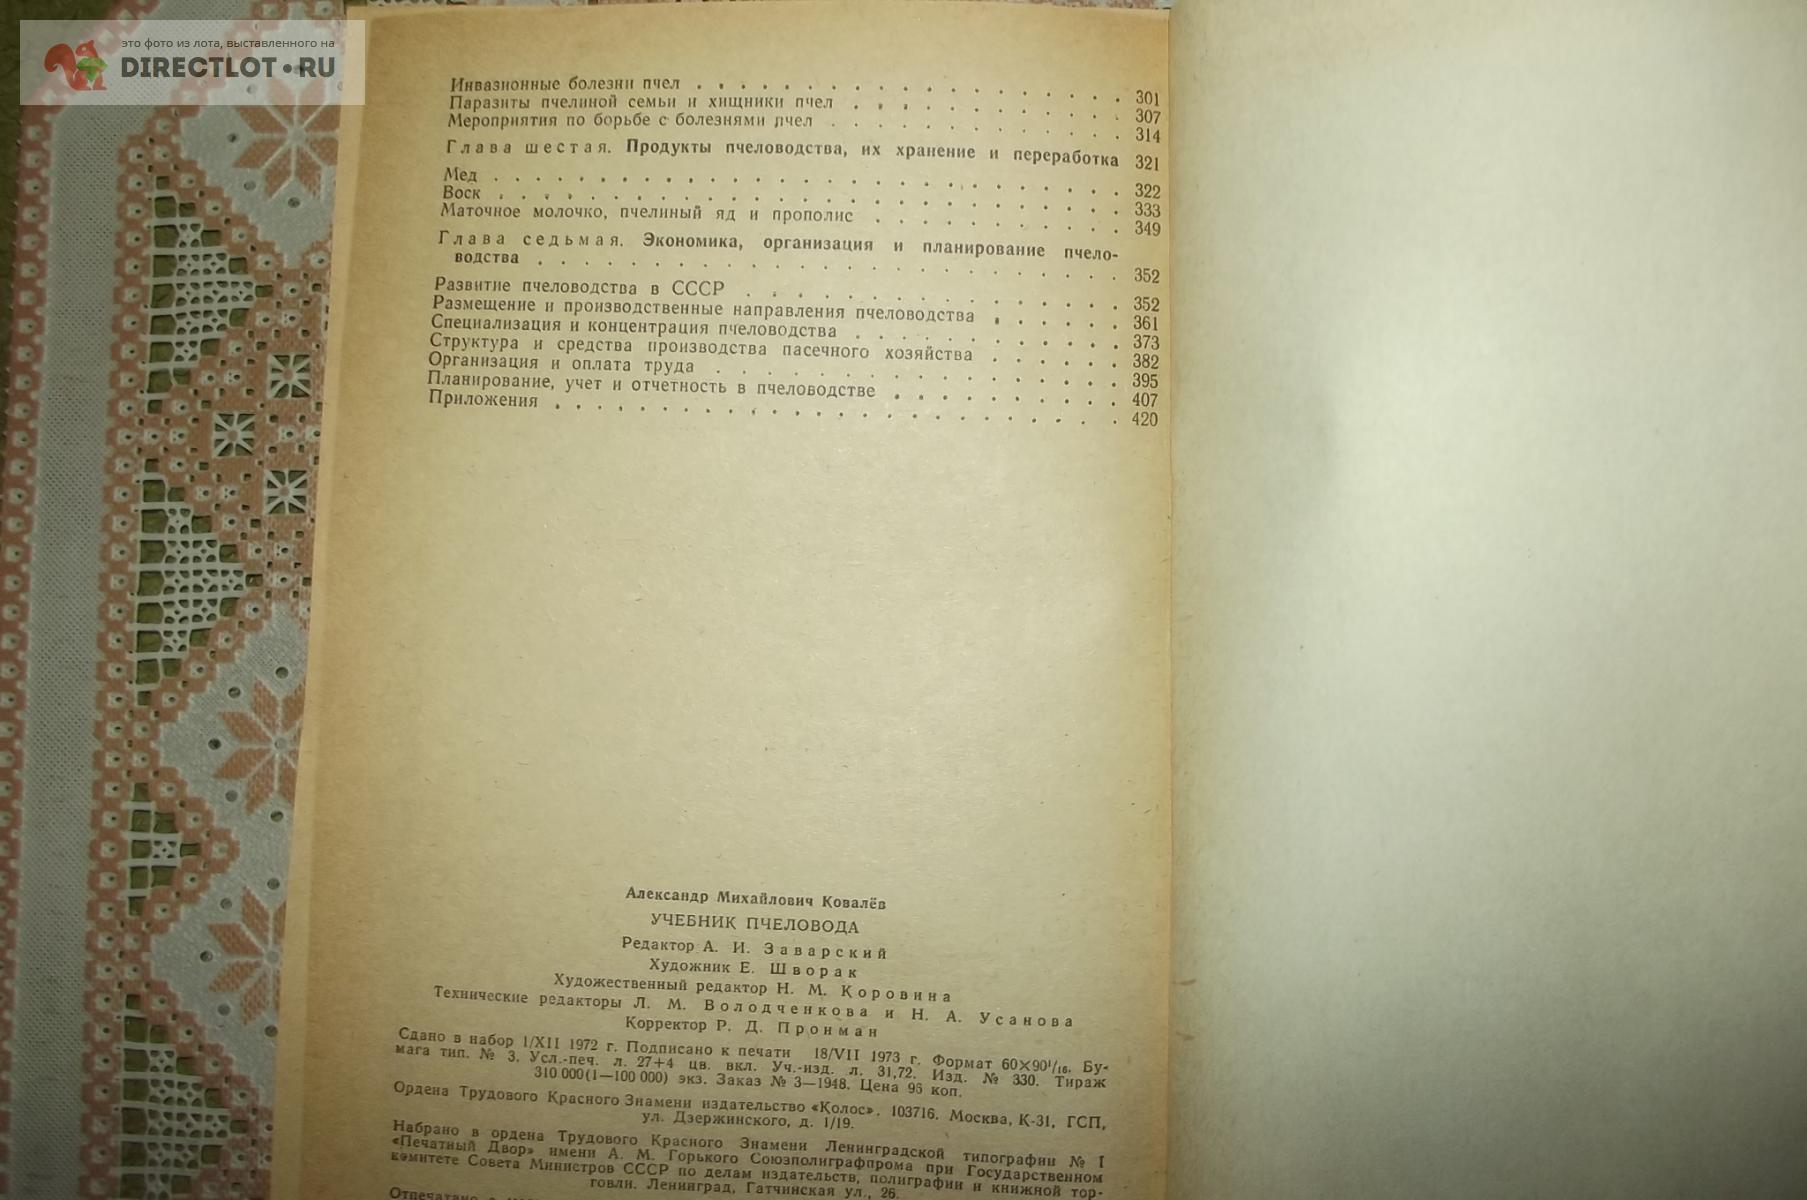 это фото из лота, выставленного на
DIRECTLOT.RU
Инвазионные болезни пчел . . . . . . . . . . . . . . . . 301
Паразиты пчелиной семьи и хищники пчел . . . . . . . . . . 307
Мероприятия по борьбе с болезнями пчел . . . . . . . . . . . 314
Глава шестая. Продукты пчеловодства, их хранение и переработка 321
Мед . . . . . . . . . . . . . . . . . . . . . . . . 322
Воск . . . . . . . . . . . . . . . . . . . . . . . . 333
Маточное молочко, пчелиный яд и прополис . . . . . . . . . . 349
Глава седьмая. Экономика, организация и планирование пчело-
водства . . . . . . . . . . . . . . . . . . . . . . 352
Развитие пчеловодства в СССР . . . . . . . . . . . . . . 352
Размещение и производственные направления пчеловодства . . . . . . 361
Специализация и концентрация пчеловодства . . . . . . . . . . 373
Структура и средства производства пасечного хозяйства . . . . . . 382
Организация и оплата труда . . . . . . . . . . . . . . . 395
Планирование, учет и отчетность в пчеловодстве . . . . . . . . . 407
Приложения . . . . . . . . . . . . . . . . . . . . . . 420
Александр Михайлович Ковалёв
УЧЕБНИК ПЧЕЛОВОДА
Редактор А. И. Заварский
Художник Е. Шворак
Художественный редактор Н. М. Коровина
Технические редакторы Л. М. Володченкова и Н. А. Усанова
Корректор Р. Д. Пронман
Сдано в набор 1/XII 1972 г. Подписано к печати 18/VII 1973 г. Формат 60×90¹/₁₆. Бу-
мага тип. № 3. Усл.-печ. л. 27+4 цв. вкл. Уч.-изд. л. 31,72. Изд. № 330. Тираж
310 000(1—100 000) экз. Заказ № 3—1948. Цена 96 коп.
Ордена Трудового Красного Знамени издательство «Колос». 103716. Москва, К-31, ГСП,
ул. Дзержинского, д. 1/19.
Набрано в ордена Трудового Красного Знамени Ленинградской типографии № 1
«Печатный Двор» имени А. М. Горького Союзполиграфпрома при Государственном
комитете Совета Министров СССР по делам издательств, полиграфии и книжной тор-
говли. Ленинград, Гатчинская ул., 26.
Отпечатано